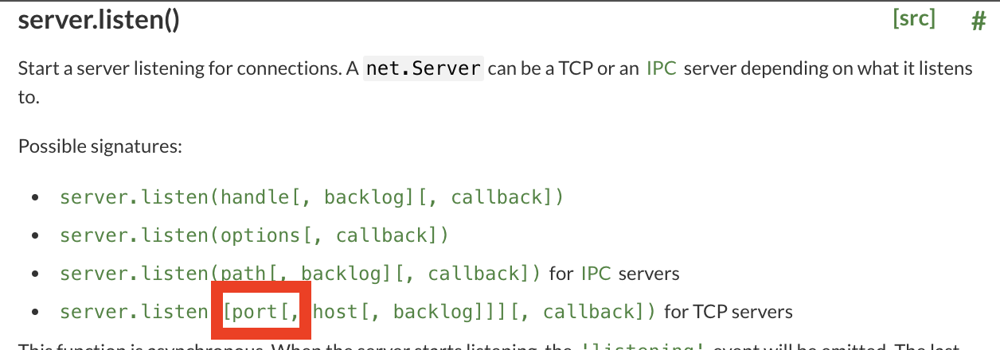 server.listen() [src] #
Start a server listening for connections. A net.Server can be a TCP or an IPC server depending on what it listens
to.
Possible signatures:
• server.listen(handle[, backlog][, callback])
• server.listen(options[, callback])
• server.listen(path[, backlog][, callback]) for IPC servers
• server.listen [port[, host[, backlog]]][, callback]) for TCP servers
This function is asynchronous. When the server starts listening, the 'listening' event will be emitted. The last